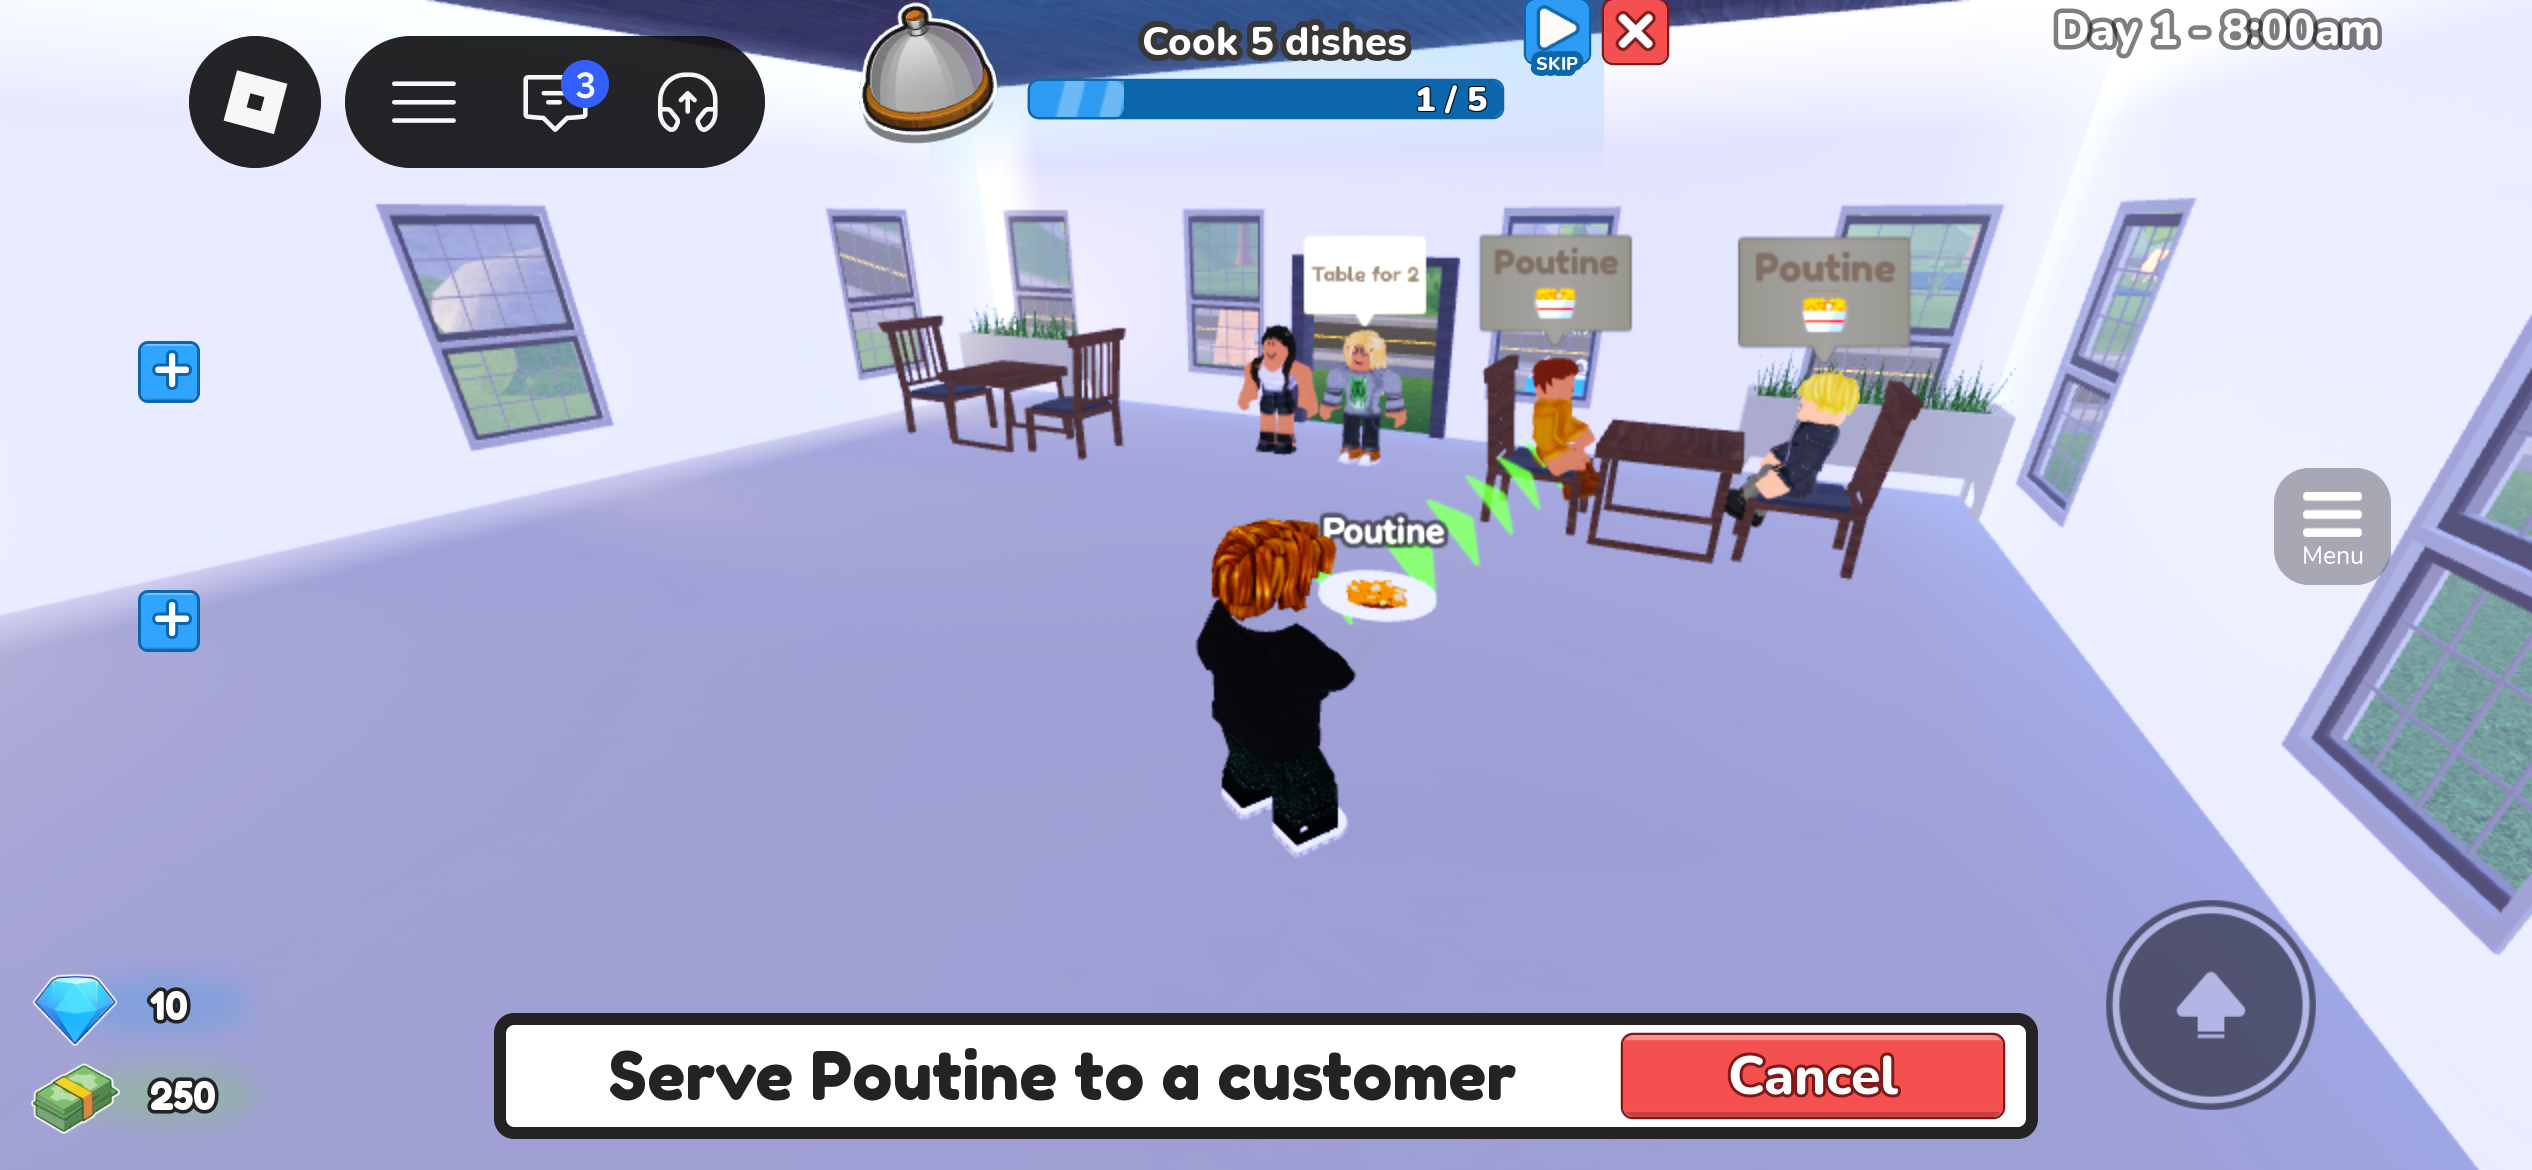 3
Cook 5 dishes
SKIP
1 / 5
Day 1 - 8:00am
Table for 2
Poutine
Poutine
Poutine
Menu
10
250
Serve Poutine to a customer
Cancel